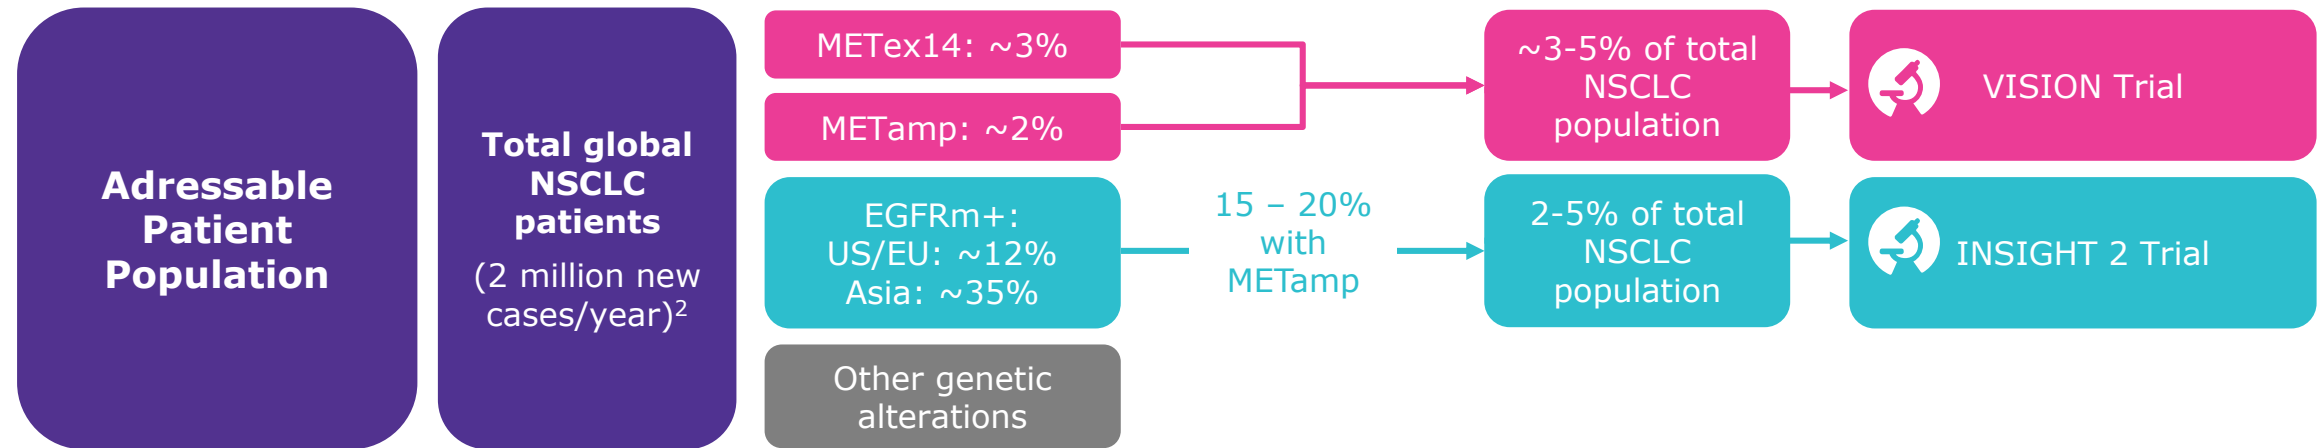 Adressable
Patient
Population
Total global
NSCLC
patients
(2 million new
cases/year)²
METex14: ~3%
METamp: ~2%
EGFRm+:
US/EU: ~12%
Asia: ~35%
Other genetic
alterations
15 – 20%
with
METamp
~3-5% of total
NSCLC
population
2-5% of total
NSCLC
population
VISION Trial
INSIGHT 2 Trial